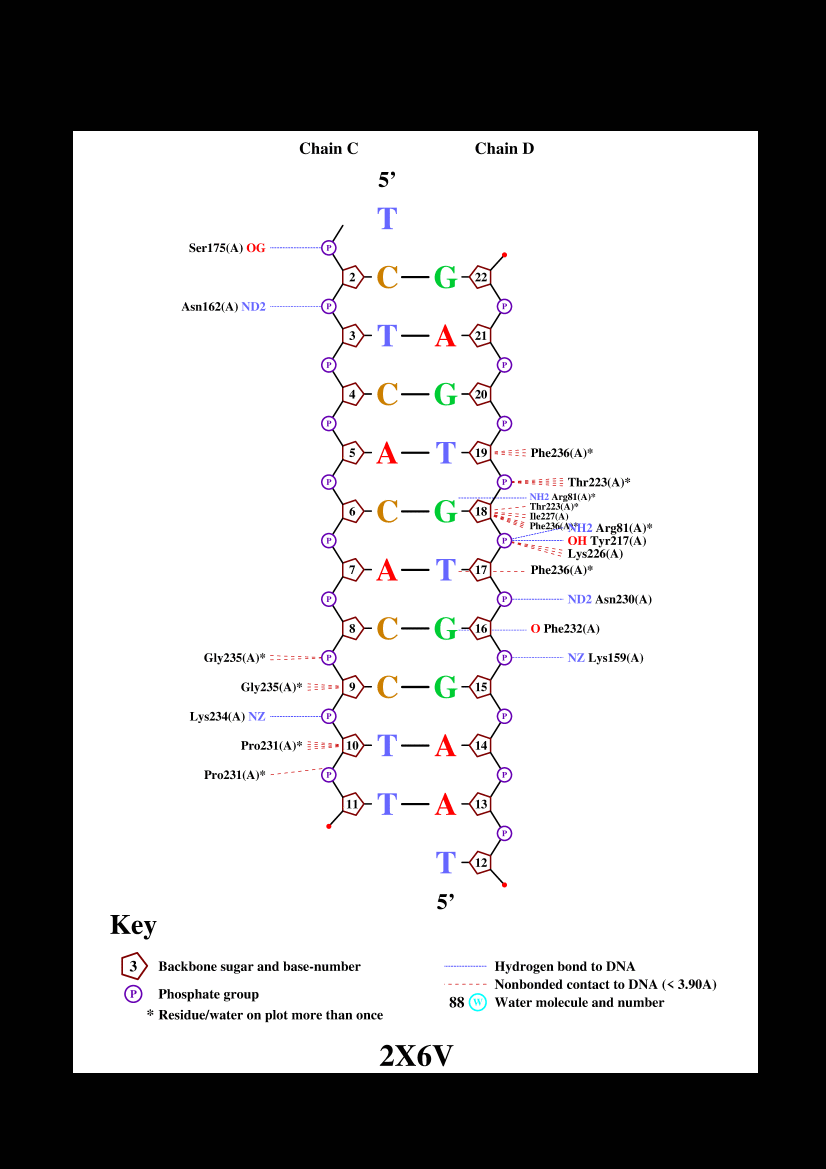 Chain C Chain D
5’
T
Ser175(A) OG P
2 C G 22
Asn162(A) ND2 P P
3 T A 21
P P
4 C G 20
P P
5 A T 19 Phe236(A)*
P P Thr223(A)*
NH2 Arg81(A)*
Thr223(A)*
6 C G 18
Ile227(A)
Phe236(A)*
NH2 Arg81(A)*
P P OH Tyr217(A)
Lys226(A)
7 A T 17 Phe236(A)*
P P ND2 Asn230(A)
8 C G 16 O Phe232(A)
Gly235(A)* P P NZ Lys159(A)
Gly235(A)* 9 C G 15
Lys234(A) NZ P P
Pro231(A)* 10 T A 14
Pro231(A)* P P
11 T A 13
P
T 12
5’
Key
3 Backbone sugar and base-number
P Phosphate group
* Residue/water on plot more than once
Hydrogen bond to DNA
Nonbonded contact to DNA (< 3.90A)
88 W Water molecule and number
2X6V